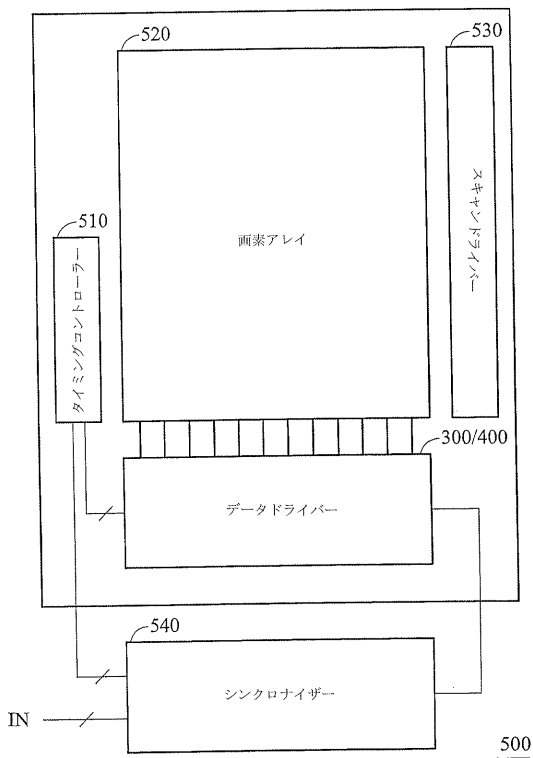 520
530
スキャンドライバー
510
画素アレイ
タイミングコントローラー
300/400
データドライバー
540
シンクロナイザー
IN
500